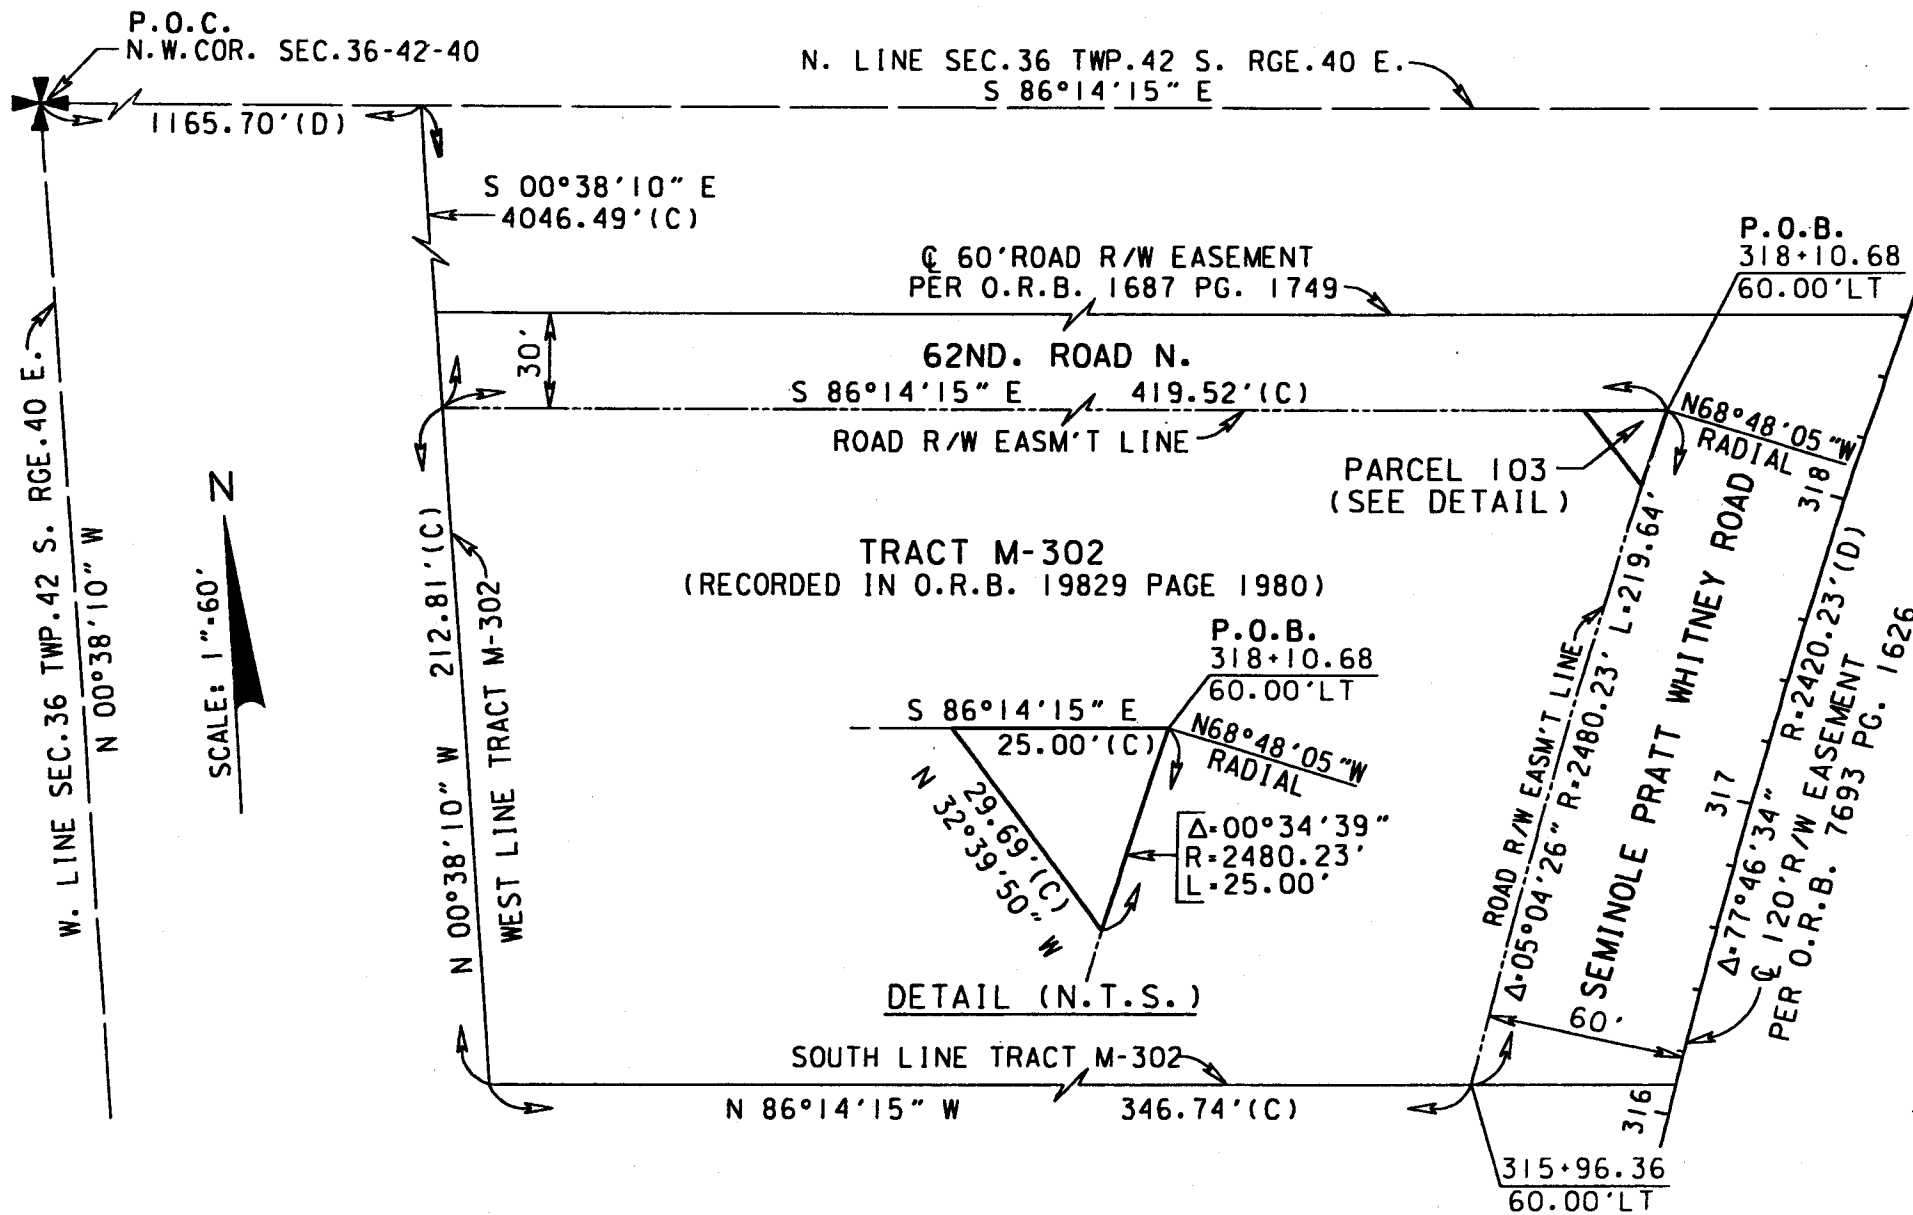 P.O.C.
N.W.COR. SEC.36-42-40
N. LINE SEC.36 TWP.42 S. RGE.40 E.
S 86°14'15" E
1165.70'(D)
S 00°38'10" E
4046.49'(C)
P.O.B.
318+10.68
60.00'LT
℄ 60'ROAD R/W EASEMENT
PER O.R.B. 1687 PG. 1749
30'
62ND. ROAD N.
S 86°14'15" E 419.52'(C)
ROAD R/W EASM'T LINE
N68°48'05"W
RADIAL
PARCEL 103
(SEE DETAIL)
W. LINE SEC.36 TWP.42 S. RGE.40 E.
N 00°38'10" W
N
SCALE: 1"=60'
N 00°38'10" W 212.81'(C)
WEST LINE TRACT M-302
TRACT M-302
(RECORDED IN O.R.B. 19829 PAGE 1980)
P.O.B.
318+10.68
60.00'LT
S 86°14'15" E
25.00'(C)
N68°48'05"W
RADIAL
29.69'(C)
N 32°39'50" W
Δ=00°34'39"
R=2480.23'
L=25.00'
DETAIL (N.T.S.)
ROAD R/W EASM'T LINE
Δ=05°04'26" R=2480.23' L=219.64'
SEMINOLE PRATT WHITNEY ROAD
60'
318
317
316
Δ=77°46'34" R=2420.23'(D)
℄ 120'R/W EASEMENT
PER O.R.B. 7693 PG. 1626
SOUTH LINE TRACT M-302
N 86°14'15" W 346.74'(C)
315+96.36
60.00'LT